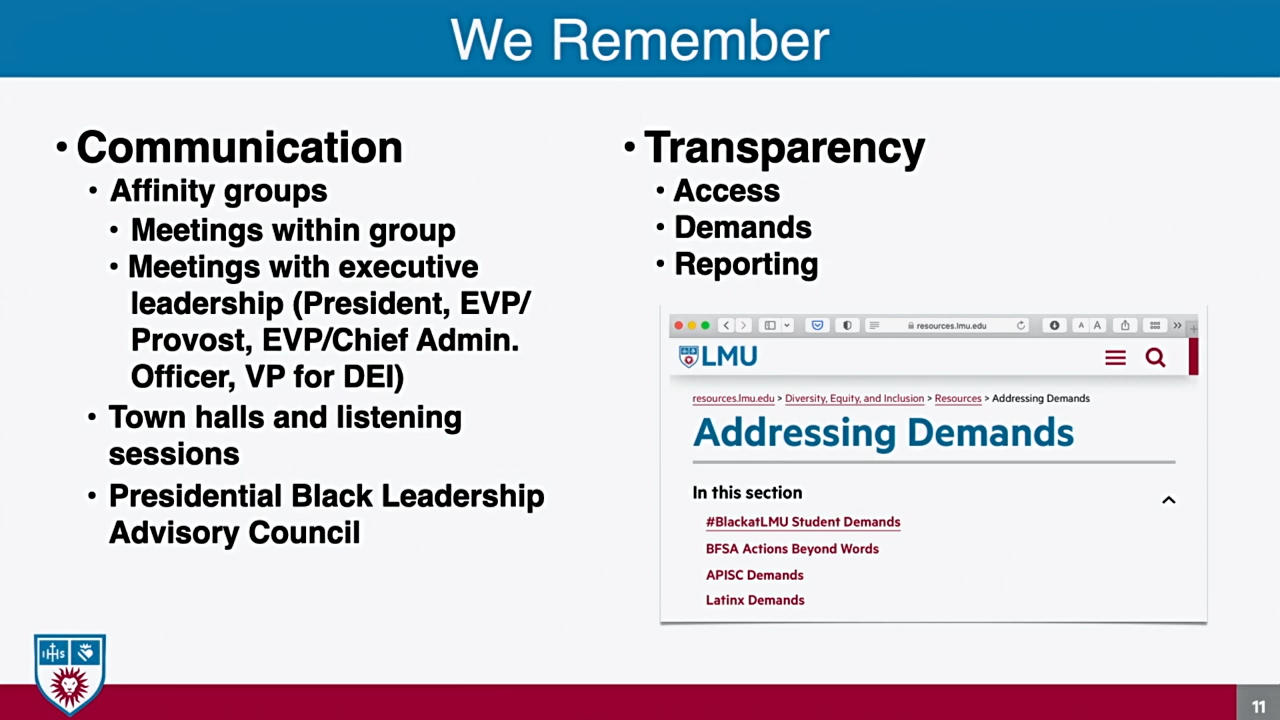 We Remember
• Communication
• Affinity groups
• Meetings within group
• Meetings with executive
leadership (President, EVP/
Provost, EVP/Chief Admin.
Officer, VP for DEI)
• Town halls and listening
sessions
• Presidential Black Leadership
Advisory Council
• Transparency
• Access
• Demands
• Reporting
resources.lmu.edu
A A
LMU
resources.lmu.edu > Diversity, Equity, and Inclusion > Resources > Addressing Demands
Addressing Demands
In this section
#BlackatLMU Student Demands
BFSA Actions Beyond Words
APISC Demands
Latinx Demands
IHS
11